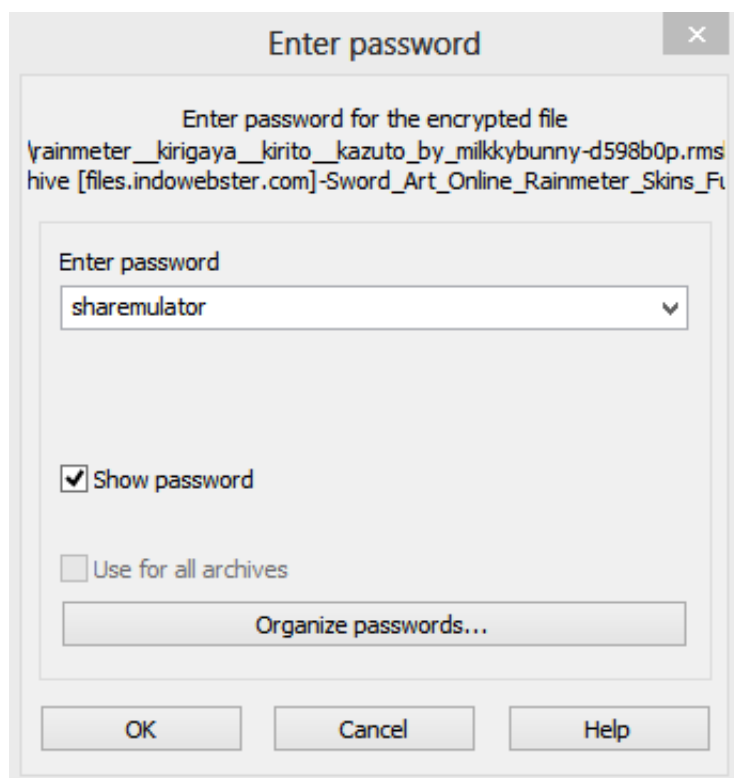 Enter password
Enter password for the encrypted file
\rainmeter__kirigaya__kirito__kazuto_by_milkkybunny-d598b0p.rms
hive [files.indowebster.com]-Sword_Art_Online_Rainmeter_Skins_Fu
Enter password
sharemulator
Show password
Use for all archives
Organize passwords...
OK Cancel Help